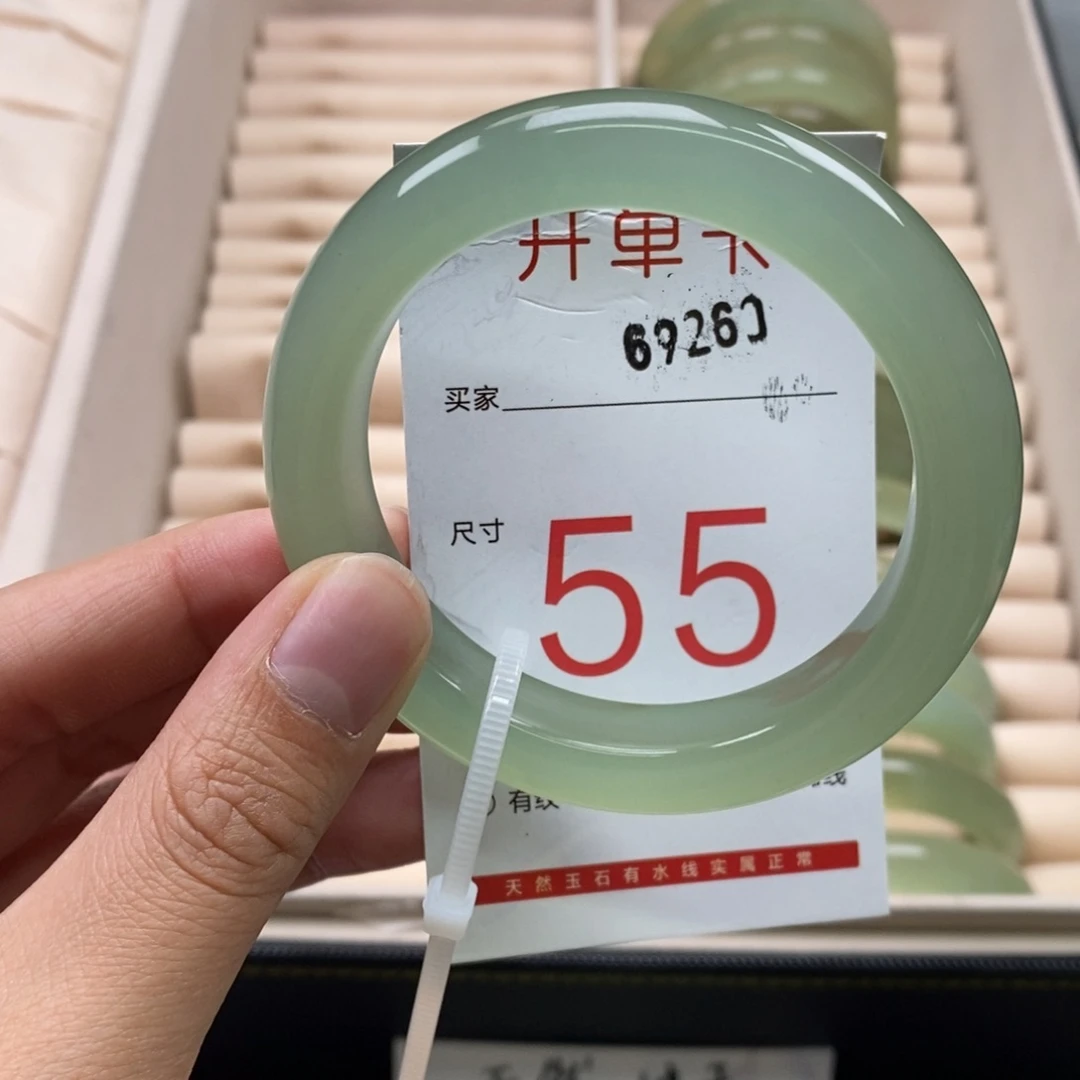 开单卡
69260
买家
尺寸 55
有纹
天然玉石有水线实属正常